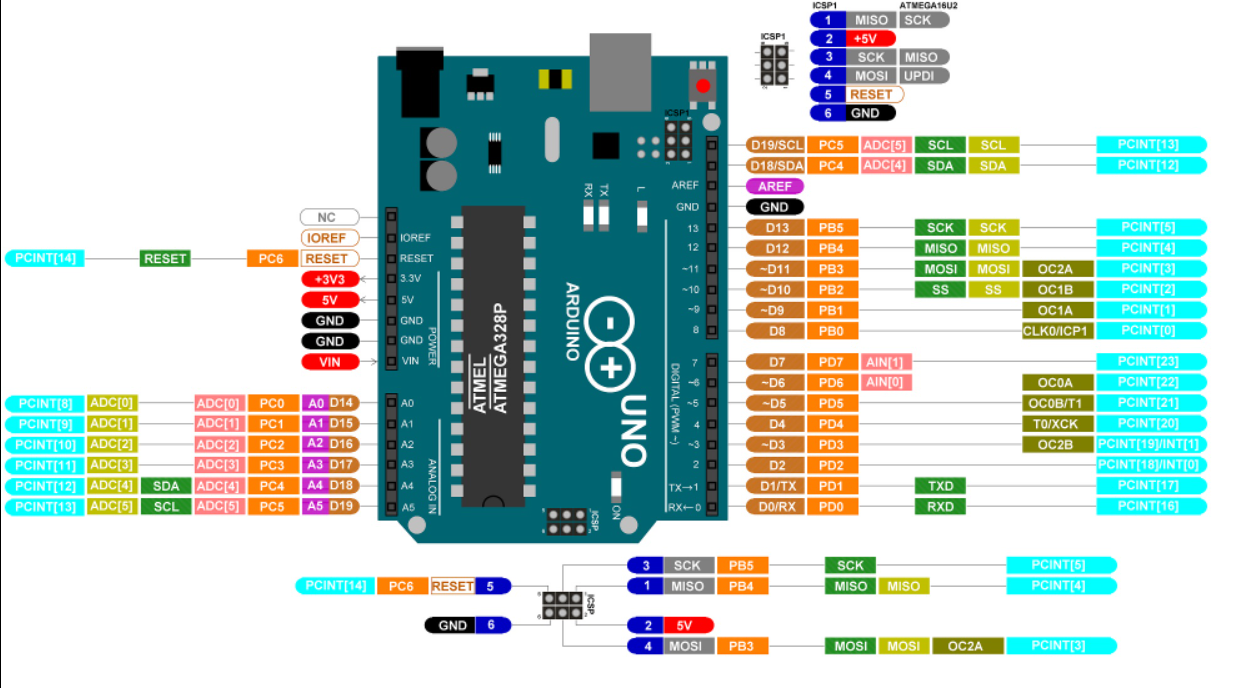 ICSP1 ATMEGA16U2
1 MISO SCK
2 +5V
3 SCK MISO
4 MOSI UPDI
5 RESET
6 GND
ICSP1
ICSP1
D19/SCL PC5 ADC[5] SCL SCL PCINT[13]
D18/SDA PC4 ADC[4] SDA SDA PCINT[12]
AREF AREF
GND GND
13 D13 PB5 SCK SCK PCINT[5]
12 D12 PB4 MISO MISO PCINT[4]
~11 ~D11 PB3 MOSI MOSI OC2A PCINT[3]
~10 ~D10 PB2 SS SS OC1B PCINT[2]
~9 ~D9 PB1 OC1A PCINT[1]
8 D8 PB0 CLK0/ICP1 PCINT[0]
7 D7 PD7 AIN[1] PCINT[23]
~6 ~D6 PD6 AIN[0] OC0A PCINT[22]
~5 ~D5 PD5 OC0B/T1 PCINT[21]
4 D4 PD4 T0/XCK PCINT[20]
~3 ~D3 PD3 OC2B PCINT[19]/INT[1]
2 D2 PD2 PCINT[18]/INT[0]
TX→1 D1/TX PD1 TXD PCINT[17]
RX←0 D0/RX PD0 RXD PCINT[16]
DIGITAL (PWM ~)
RX TX L
NC
IOREF IOREF
PCINT[14] RESET PC6 RESET RESET
+3V3 3.3V
5V 5V
GND GND
GND GND
VIN VIN
POWER
PCINT[8] ADC[0] ADC[0] PC0 A0 D14 A0
PCINT[9] ADC[1] ADC[1] PC1 A1 D15 A1
PCINT[10] ADC[2] ADC[2] PC2 A2 D16 A2
PCINT[11] ADC[3] ADC[3] PC3 A3 D17 A3
PCINT[12] ADC[4] SDA ADC[4] PC4 A4 D18 A4
PCINT[13] ADC[5] SCL ADC[5] PC5 A5 D19 A5
ANALOG IN
ATMEL
ATMEGA328P
ARDUINO
UNO
ON
ICSP
3 SCK PB5 SCK PCINT[5]
PCINT[14] PC6 RESET 5
1 MISO PB4 MISO MISO PCINT[4]
ICSP
GND 6
2 5V
4 MOSI PB3 MOSI MOSI OC2A PCINT[3]